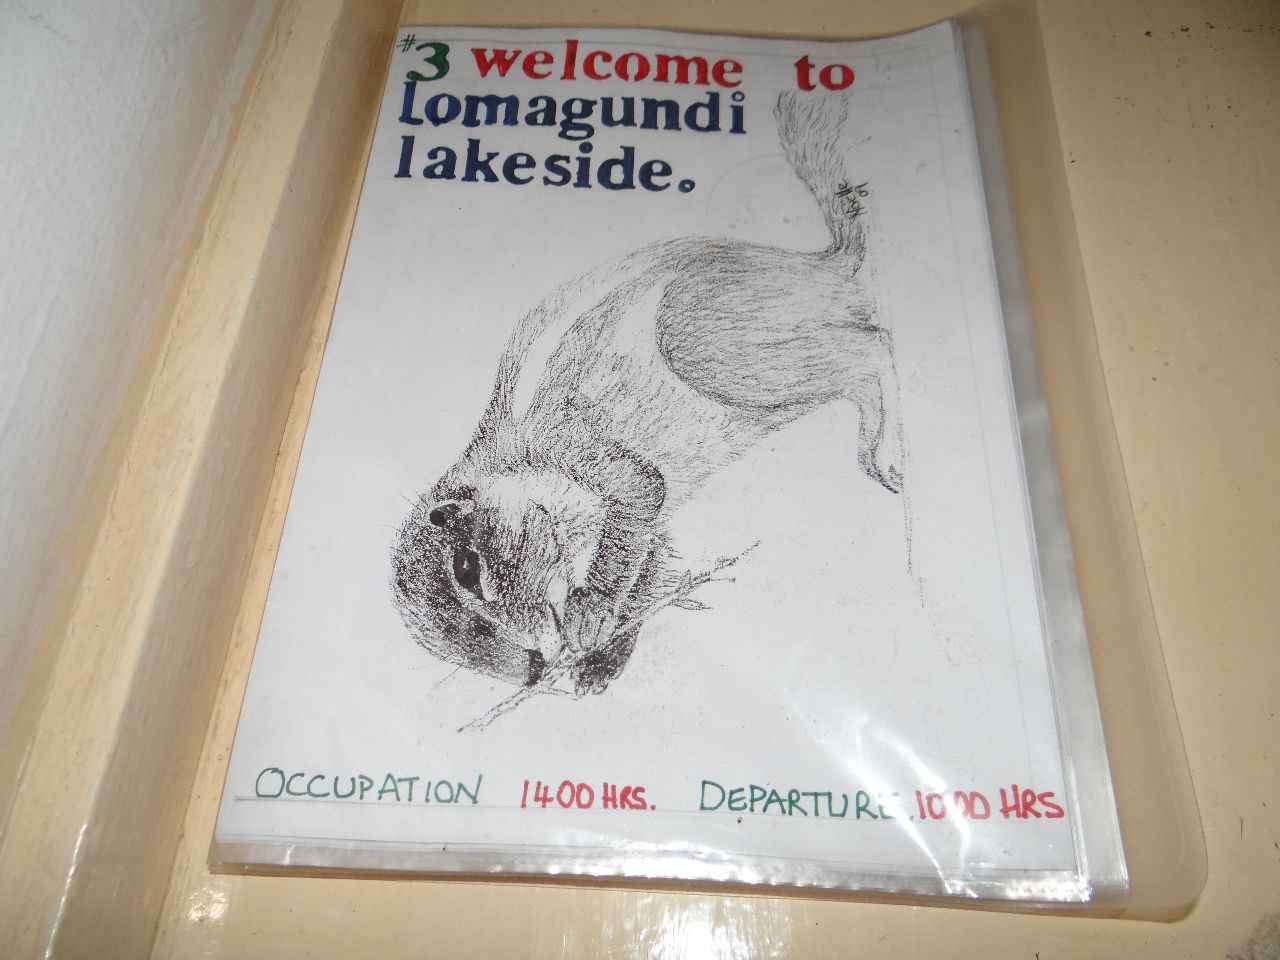 #3 welcome to
Lomagundi
lakeside.
OCCUPATION 1400 HRS. DEPARTURE. 1000 HRS